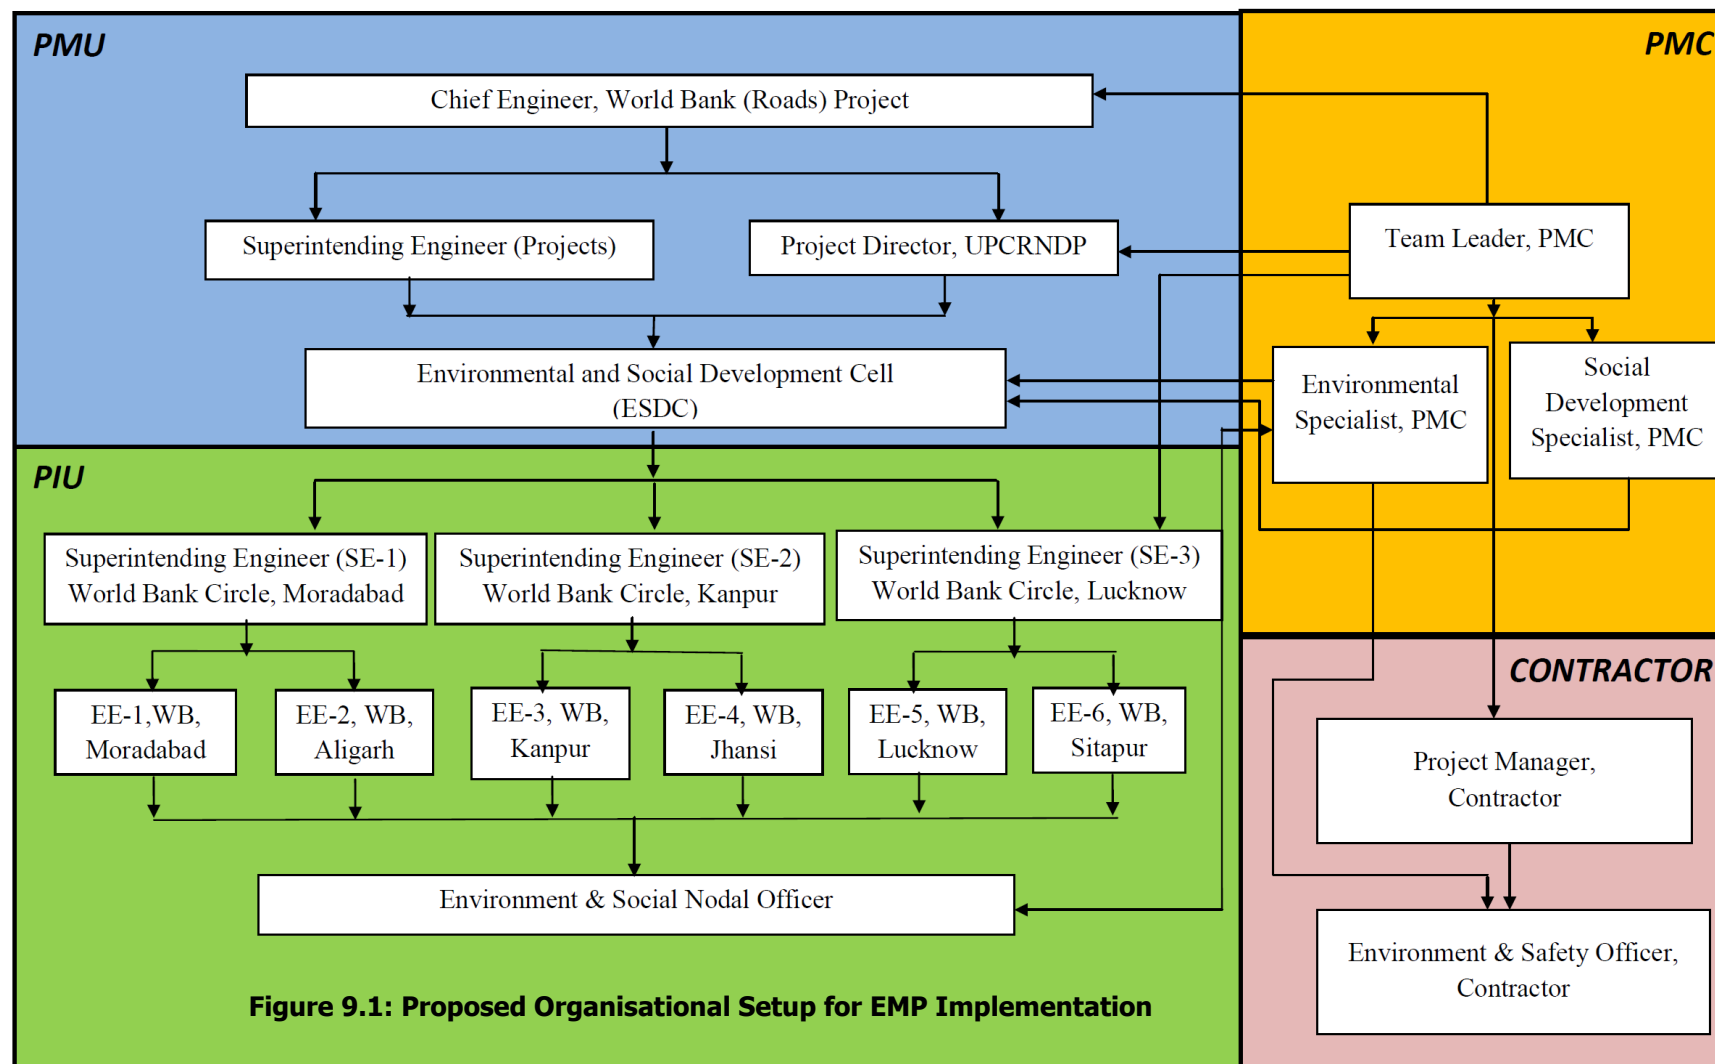 PMU
Chief Engineer, World Bank (Roads) Project
Superintending Engineer (Projects)
Project Director, UPCRNDP
Environmental and Social Development Cell
(ESDC)
PMC
Team Leader, PMC
Environmental
Specialist, PMC
Social
Development
Specialist, PMC
PIU
Superintending Engineer (SE-1)
World Bank Circle, Moradabad
Superintending Engineer (SE-2)
World Bank Circle, Kanpur
Superintending Engineer (SE-3)
World Bank Circle, Lucknow
EE-1,WB,
Moradabad
EE-2, WB,
Aligarh
EE-3, WB,
Kanpur
EE-4, WB,
Jhansi
EE-5, WB,
Lucknow
EE-6, WB,
Sitapur
Environment & Social Nodal Officer
CONTRACTOR
Project Manager,
Contractor
Environment & Safety Officer,
Contractor
Figure 9.1: Proposed Organisational Setup for EMP Implementation